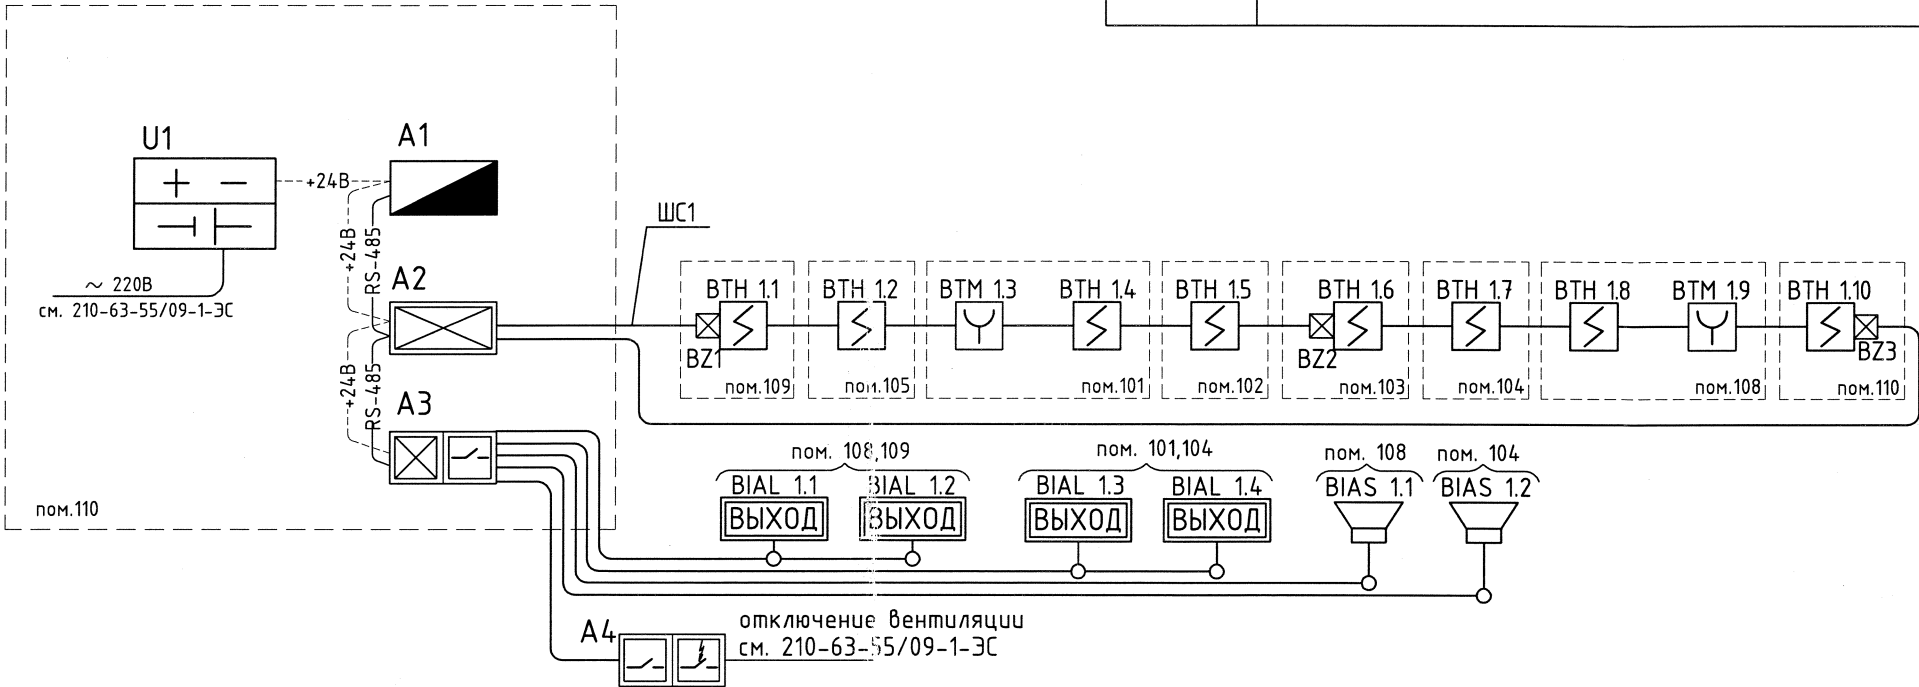 U1
A1
+24В
+24В
RS-485
~ 220В
см. 210-63-55/09-1-ЭС
A2
+24В
RS-485
A3
пом.110
ШС1
BTH 1.1
BTH 1.2
BTM 1.3
BTH 1.4
BTH 1.5
BTH 1.6
BTH 1.7
BTH 1.8
BTM 1.9
BTH 1.10
BZ1
BZ2
BZ3
пом.109
пом.105
пом.101
пом.102
пом.103
пом.104
пом.108
пом.110
пом. 108,109
пом. 101,104
пом. 108
пом. 104
BIAL 1.1
BIAL 1.2
BIAL 1.3
BIAL 1.4
BIAS 1.1
BIAS 1.2
ВЫХОД
ВЫХОД
ВЫХОД
ВЫХОД
A4
отключение вентиляции
см. 210-63-55/09-1-ЭС